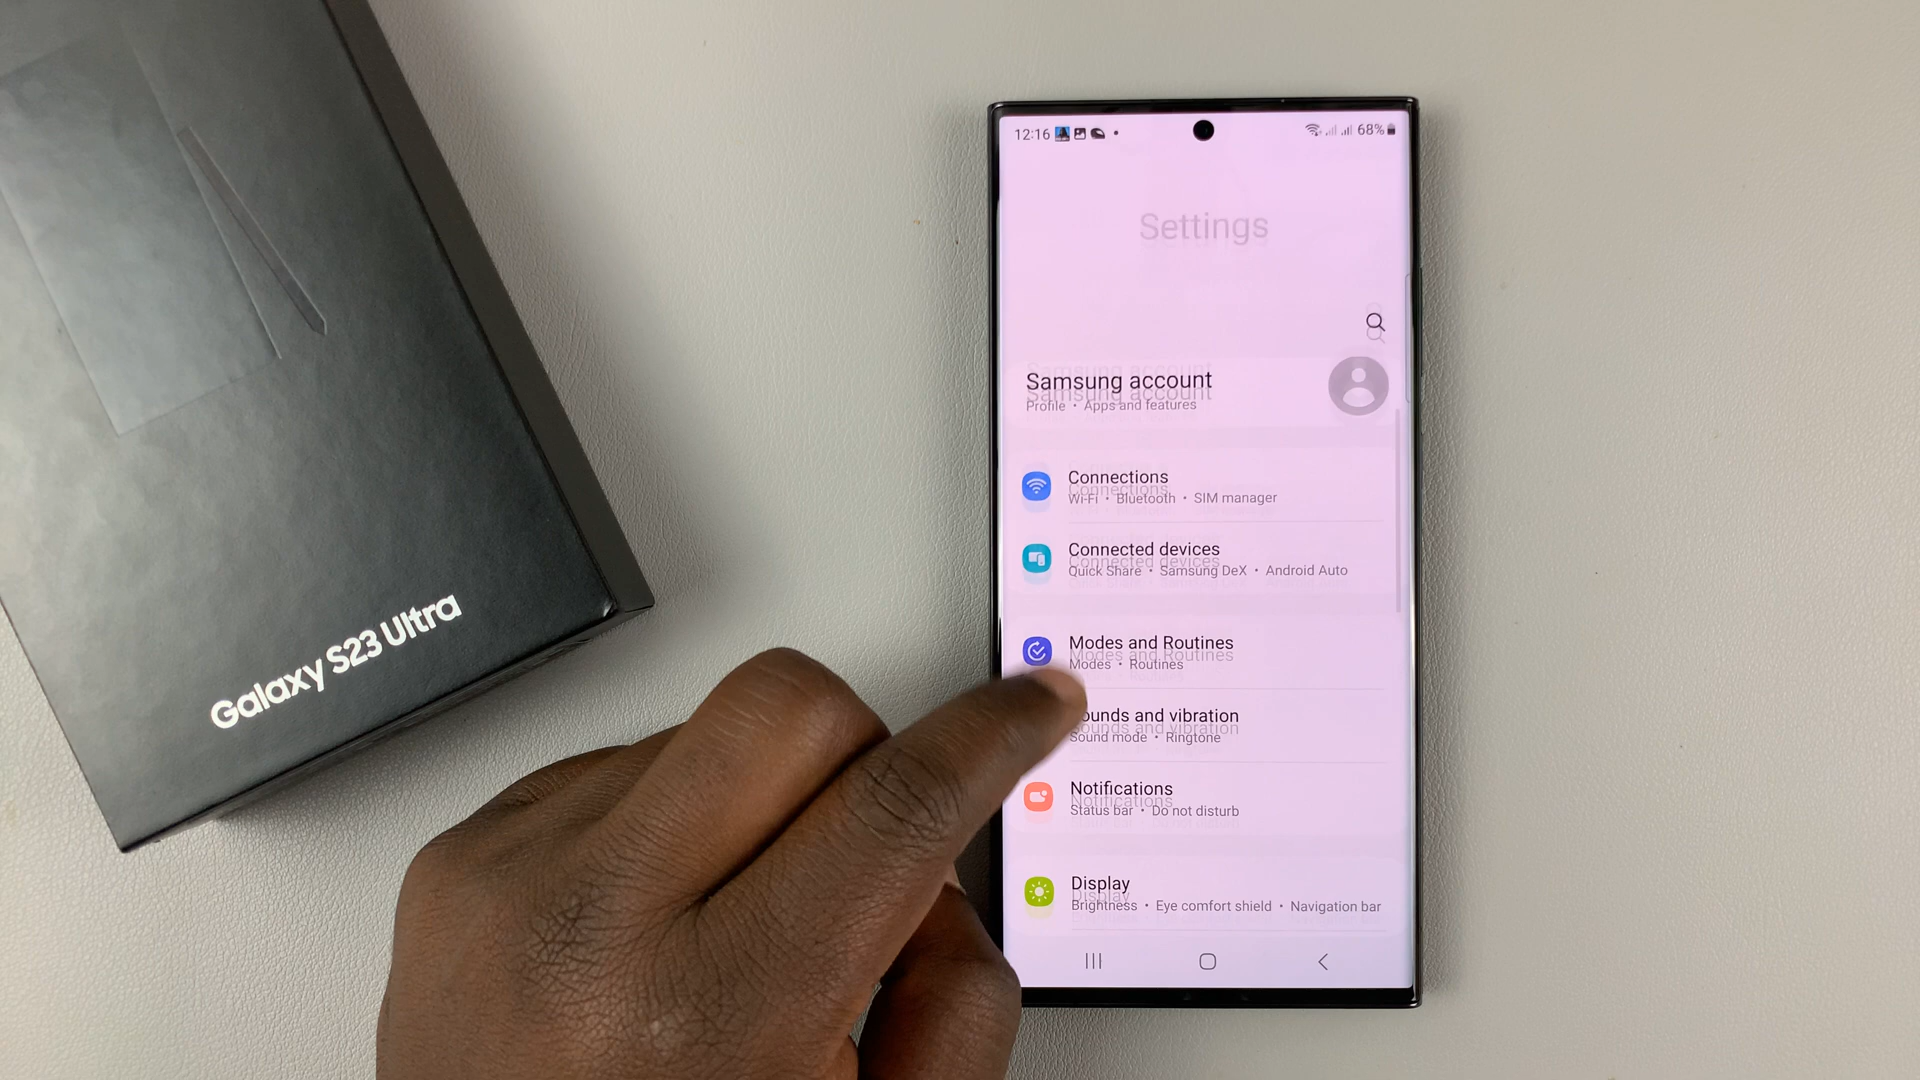 Galaxy S23 Ultra
12:16
68%
Settings
Samsung account
Profile • Apps and features
Connections
Wi-Fi • Bluetooth • SIM manager
Connected devices
Quick Share • Samsung DeX • Android Auto
Modes and Routines
Modes • Routines
ounds and vibration
Sound mode • Ringtone
Notifications
Status bar • Do not disturb
Display
Brightness • Eye comfort shield • Navigation bar